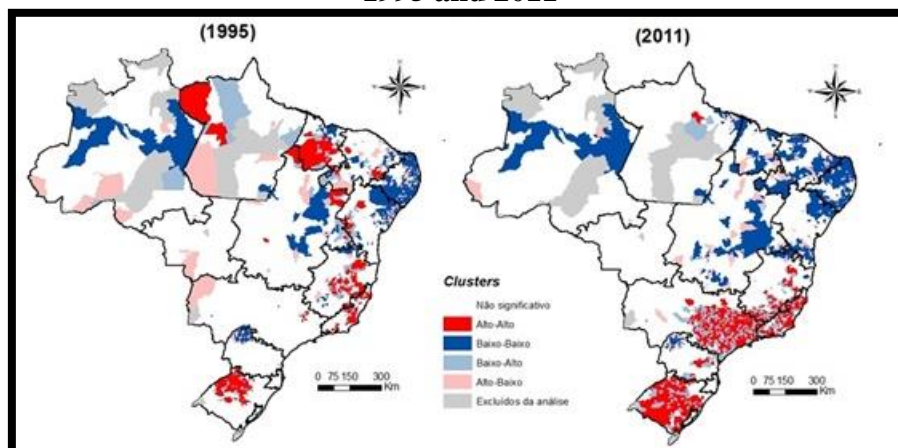 (1995)
(2011)
Clusters
Não significativo
Alto-Alto
Baixo-Baixo
Baixo-Alto
Alto-Baixo
Excluídos da análise
0 75 150 300
Km
0 75 150 300
Km